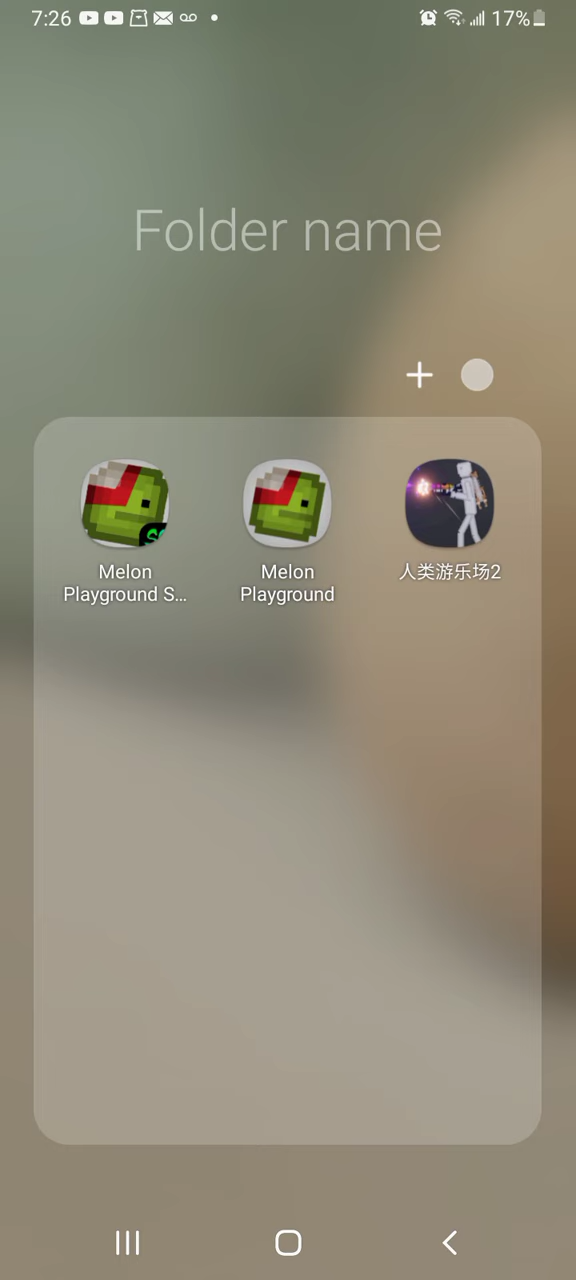 7:26 17%
Folder name
Melon
Playground S...
Melon
Playground
人类游乐场2